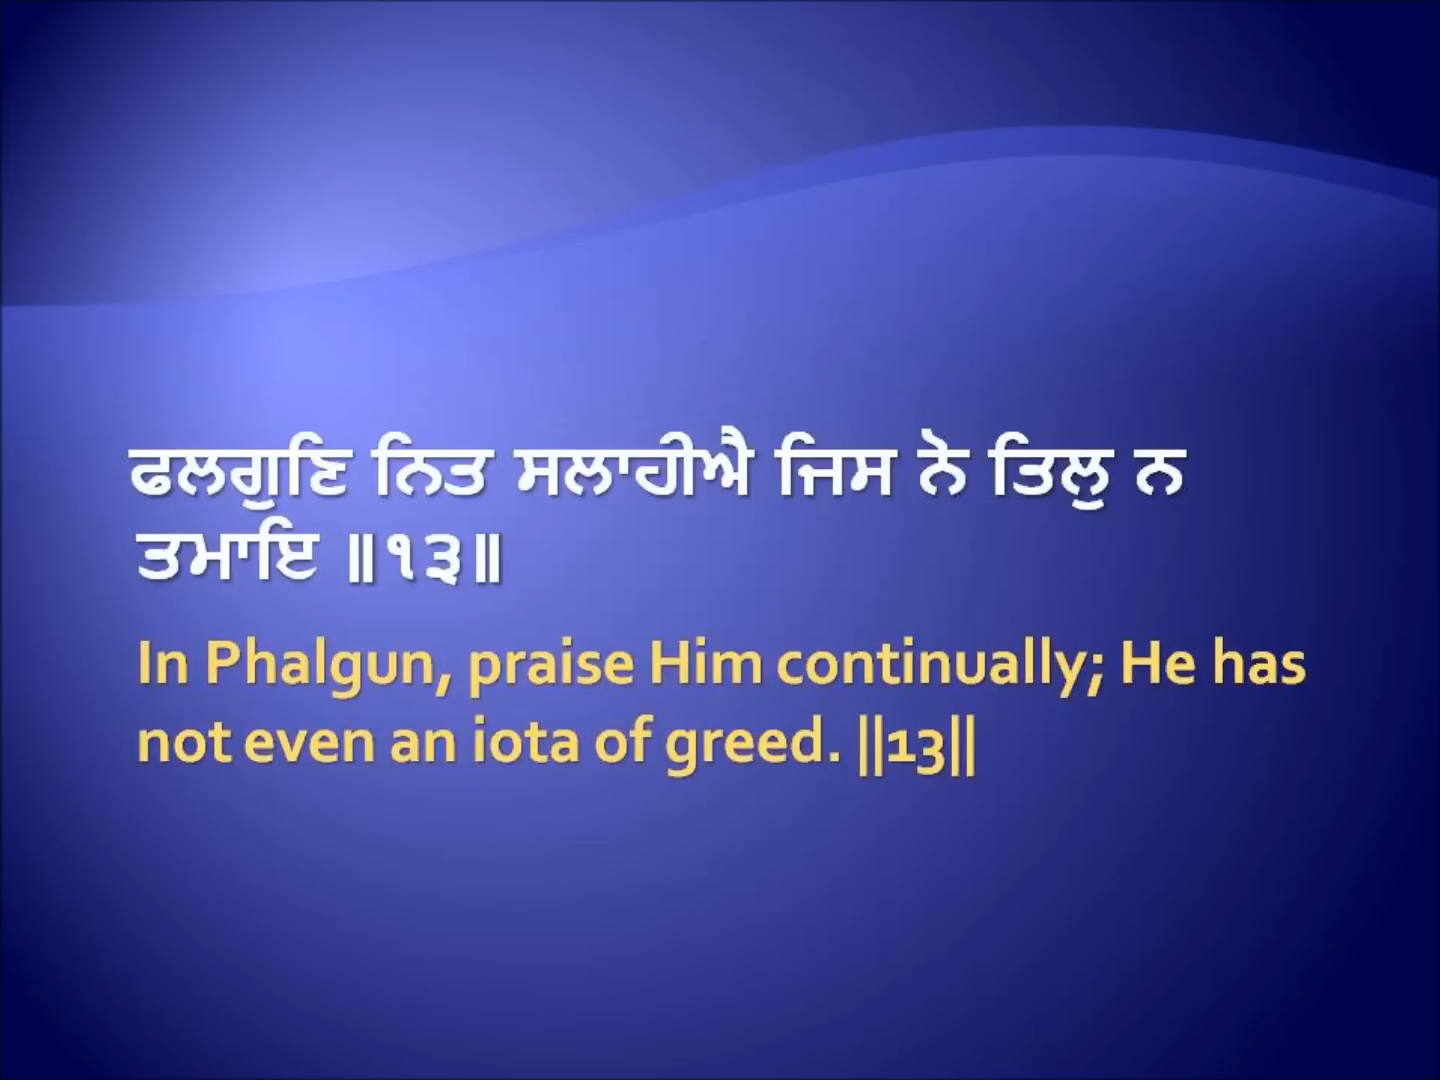 ਫਲਗੁਣਿ ਨਿਤ ਸਲਾਹੀਐ ਜਿਸ ਨੋ ਤਿਲੁ ਨ
ਤਮਾਇ ॥੧੩॥
In Phalgun, praise Him continually; He has
not even an iota of greed. ||13||